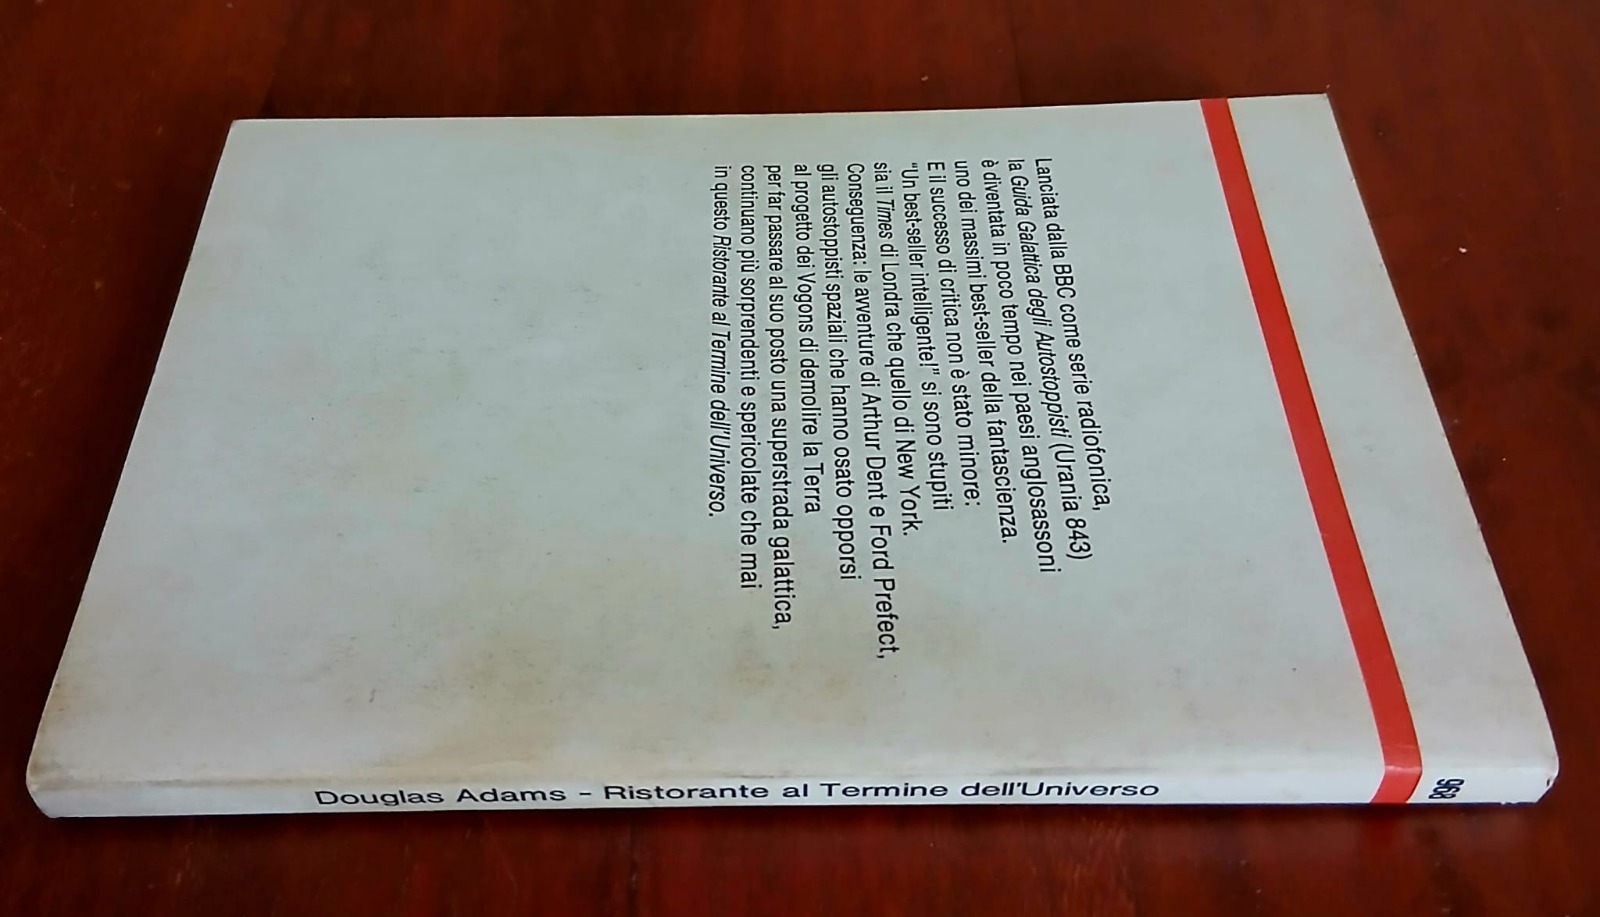 Lanciata dalla BBC come serie radiofonica,
la Guida Galattica degli Autostoppisti (Urania 843)
è diventata in poco tempo nei paesi anglosassoni
uno dei massimi best-seller della fantascienza.
E il successo di critica non è stato minore:
“Un best-seller intelligente!” si sono stupiti
sia il Times di Londra che quello di New York.
Conseguenza: le avventure di Arthur Dent e Ford Prefect,
gli autostoppisti spaziali che hanno osato opporsi
al progetto dei Vogons di demolire la Terra
per far passare al suo posto una superstrada galattica,
continuano più sorprendenti e spericolate che mai
in questo Ristorante al Termine dell'Universo.
Douglas Adams - Ristorante al Termine dell'Universo
968